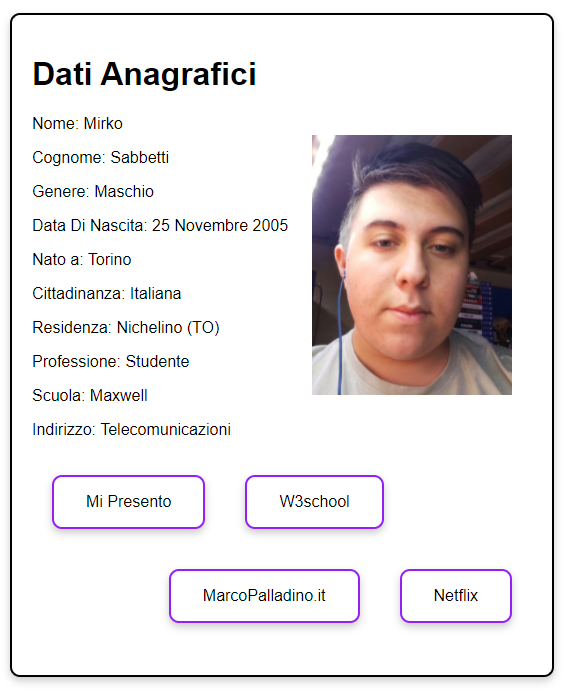 Dati Anagrafici
Nome: Mirko
Cognome: Sabbetti
Genere: Maschio
Data Di Nascita: 25 Novembre 2005
Nato a: Torino
Cittadinanza: Italiana
Residenza: Nichelino (TO)
Professione: Studente
Scuola: Maxwell
Indirizzo: Telecomunicazioni
Mi Presento
W3school
MarcoPalladino.it
Netflix